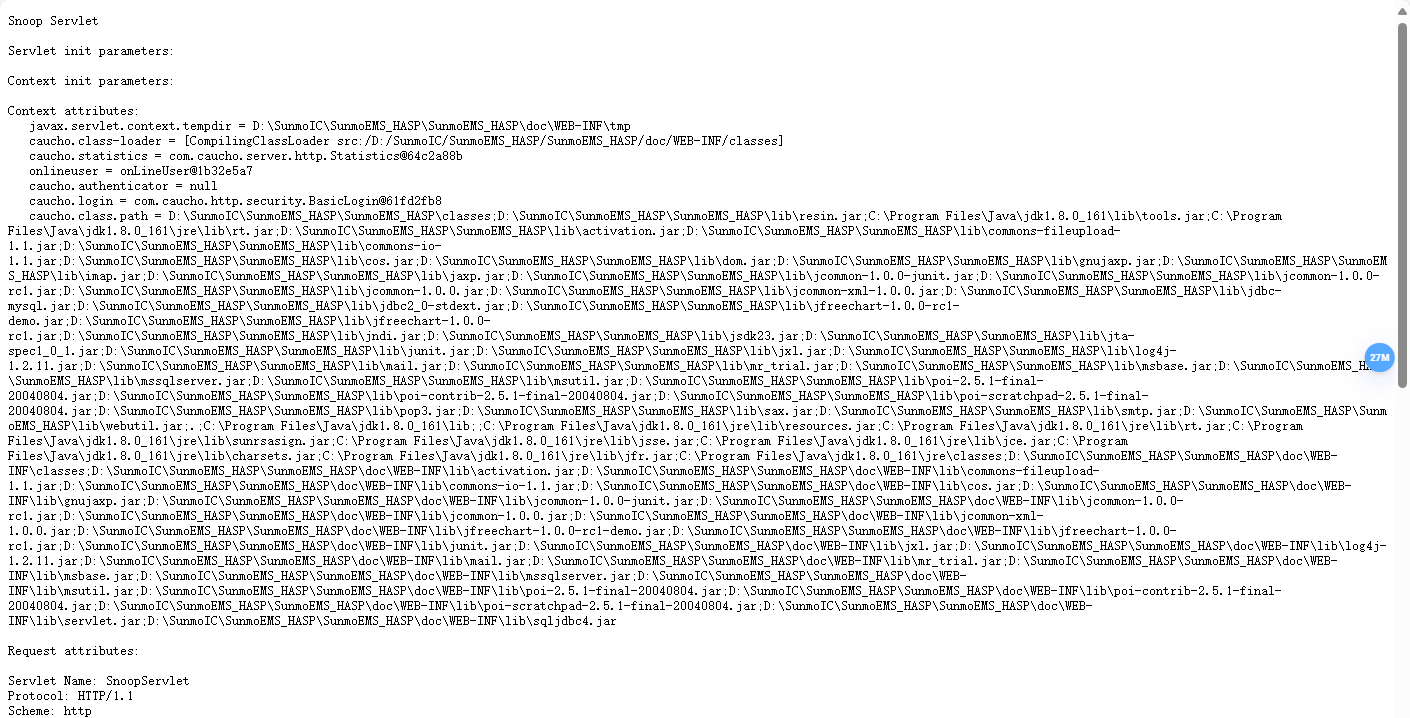 Snoop Servlet
Servlet init parameters:
Context init parameters:
Context attributes:
javax.servlet.context.tempdir = D:\SunmoIC\SunmoEMS_HASP\SunmoEMS_HASP\doc\WEB-INF\tmp
caucho.class-loader = [CompilingClassLoader src:/D:/SunmoIC/SunmoEMS_HASP/SunmoEMS_HASP/doc/WEB-INF/classes]
caucho.statistics = com.caucho.server.http.Statistics@64c2a88b
onlineuser = onLineUser@1b32e5a7
caucho.authenticator = null
caucho.login = com.caucho.http.security.BasicLogin@61fd2fb8
caucho.class.path = D:\SunmoIC\SunmoEMS_HASP\SunmoEMS_HASP\classes;D:\SunmoIC\SunmoEMS_HASP\SunmoEMS_HASP\lib\resin.jar;C:\Program Files\Java\jdk1.8.0_161\lib\tools.jar;C:\Program
Files\Java\jdk1.8.0_161\jre\lib\rt.jar;D:\SunmoIC\SunmoEMS_HASP\SunmoEMS_HASP\lib\activation.jar;D:\SunmoIC\SunmoEMS_HASP\SunmoEMS_HASP\lib\commons-fileupload-
1.1.jar;D:\SunmoIC\SunmoEMS_HASP\SunmoEMS_HASP\lib\commons-io-
1.1.jar;D:\SunmoIC\SunmoEMS_HASP\SunmoEMS_HASP\lib\cos.jar;D:\SunmoIC\SunmoEMS_HASP\SunmoEMS_HASP\lib\dom.jar;D:\SunmoIC\SunmoEMS_HASP\SunmoEMS_HASP\lib\gnujaxp.jar;D:\SunmoIC\SunmoEMS_HASP\SunmoEM
S_HASP\lib\imap.jar;D:\SunmoIC\SunmoEMS_HASP\SunmoEMS_HASP\lib\jaxp.jar;D:\SunmoIC\SunmoEMS_HASP\SunmoEMS_HASP\lib\jcommon-1.0.0-junit.jar;D:\SunmoIC\SunmoEMS_HASP\SunmoEMS_HASP\lib\jcommon-1.0.0-
rc1.jar;D:\SunmoIC\SunmoEMS_HASP\SunmoEMS_HASP\lib\jcommon-1.0.0.jar;D:\SunmoIC\SunmoEMS_HASP\SunmoEMS_HASP\lib\jcommon-xml-1.0.0.jar;D:\SunmoIC\SunmoEMS_HASP\SunmoEMS_HASP\lib\jdbc-
mysql.jar;D:\SunmoIC\SunmoEMS_HASP\SunmoEMS_HASP\lib\jdbc2_0-stdext.jar;D:\SunmoIC\SunmoEMS_HASP\SunmoEMS_HASP\lib\jfreechart-1.0.0-rc1-
demo.jar;D:\SunmoIC\SunmoEMS_HASP\SunmoEMS_HASP\lib\jfreechart-1.0.0-
rc1.jar;D:\SunmoIC\SunmoEMS_HASP\SunmoEMS_HASP\lib\jndi.jar;D:\SunmoIC\SunmoEMS_HASP\SunmoEMS_HASP\lib\jsdk23.jar;D:\SunmoIC\SunmoEMS_HASP\SunmoEMS_HASP\lib\jta-
spec1_0_1.jar;D:\SunmoIC\SunmoEMS_HASP\SunmoEMS_HASP\lib\junit.jar;D:\SunmoIC\SunmoEMS_HASP\SunmoEMS_HASP\lib\jxl.jar;D:\SunmoIC\SunmoEMS_HASP\SunmoEMS_HASP\lib\log4j-
1.2.11.jar;D:\SunmoIC\SunmoEMS_HASP\SunmoEMS_HASP\lib\mail.jar;D:\SunmoIC\SunmoEMS_HASP\SunmoEMS_HASP\lib\mr_trial.jar;D:\SunmoIC\SunmoEMS_HASP\SunmoEMS_HASP\lib\msbase.jar;D:\SunmoIC\SunmoEMS_
\SunmoEMS_HASP\lib\mssqlserver.jar;D:\SunmoIC\SunmoEMS_HASP\SunmoEMS_HASP\lib\msutil.jar;D:\SunmoIC\SunmoEMS_HASP\SunmoEMS_HASP\lib\poi-2.5.1-final-
20040804.jar;D:\SunmoIC\SunmoEMS_HASP\SunmoEMS_HASP\lib\poi-contrib-2.5.1-final-20040804.jar;D:\SunmoIC\SunmoEMS_HASP\SunmoEMS_HASP\lib\poi-scratchpad-2.5.1-final-
20040804.jar;D:\SunmoIC\SunmoEMS_HASP\SunmoEMS_HASP\lib\pop3.jar;D:\SunmoIC\SunmoEMS_HASP\SunmoEMS_HASP\lib\sax.jar;D:\SunmoIC\SunmoEMS_HASP\SunmoEMS_HASP\lib\smtp.jar;D:\SunmoIC\SunmoEMS_HASP\Sunm
oEMS_HASP\lib\webutil.jar;.;C:\Program Files\Java\jdk1.8.0_161\lib;;C:\Program Files\Java\jdk1.8.0_161\jre\lib\resources.jar;C:\Program Files\Java\jdk1.8.0_161\jre\lib\rt.jar;C:\Program
Files\Java\jdk1.8.0_161\jre\lib\sunrsasign.jar;C:\Program Files\Java\jdk1.8.0_161\jre\lib\jsse.jar;C:\Program Files\Java\jdk1.8.0_161\jre\lib\jce.jar;C:\Program
Files\Java\jdk1.8.0_161\jre\lib\charsets.jar;C:\Program Files\Java\jdk1.8.0_161\jre\lib\jfr.jar;C:\Program Files\Java\jdk1.8.0_161\jre\classes;D:\SunmoIC\SunmoEMS_HASP\SunmoEMS_HASP\doc\WEB-
INF\classes;D:\SunmoIC\SunmoEMS_HASP\SunmoEMS_HASP\doc\WEB-INF\lib\activation.jar;D:\SunmoIC\SunmoEMS_HASP\SunmoEMS_HASP\doc\WEB-INF\lib\commons-fileupload-
1.1.jar;D:\SunmoIC\SunmoEMS_HASP\SunmoEMS_HASP\doc\WEB-INF\lib\commons-io-1.1.jar;D:\SunmoIC\SunmoEMS_HASP\SunmoEMS_HASP\doc\WEB-INF\lib\cos.jar;D:\SunmoIC\SunmoEMS_HASP\SunmoEMS_HASP\doc\WEB-
INF\lib\gnujaxp.jar;D:\SunmoIC\SunmoEMS_HASP\SunmoEMS_HASP\doc\WEB-INF\lib\jcommon-1.0.0-junit.jar;D:\SunmoIC\SunmoEMS_HASP\SunmoEMS_HASP\doc\WEB-INF\lib\jcommon-1.0.0-
rc1.jar;D:\SunmoIC\SunmoEMS_HASP\SunmoEMS_HASP\doc\WEB-INF\lib\jcommon-1.0.0.jar;D:\SunmoIC\SunmoEMS_HASP\SunmoEMS_HASP\doc\WEB-INF\lib\jcommon-xml-
1.0.0.jar;D:\SunmoIC\SunmoEMS_HASP\SunmoEMS_HASP\doc\WEB-INF\lib\jfreechart-1.0.0-rc1-demo.jar;D:\SunmoIC\SunmoEMS_HASP\SunmoEMS_HASP\doc\WEB-INF\lib\jfreechart-1.0.0-
rc1.jar;D:\SunmoIC\SunmoEMS_HASP\SunmoEMS_HASP\doc\WEB-INF\lib\junit.jar;D:\SunmoIC\SunmoEMS_HASP\SunmoEMS_HASP\doc\WEB-INF\lib\jxl.jar;D:\SunmoIC\SunmoEMS_HASP\SunmoEMS_HASP\doc\WEB-INF\lib\log4j-
1.2.11.jar;D:\SunmoIC\SunmoEMS_HASP\SunmoEMS_HASP\doc\WEB-INF\lib\mail.jar;D:\SunmoIC\SunmoEMS_HASP\SunmoEMS_HASP\doc\WEB-INF\lib\mr_trial.jar;D:\SunmoIC\SunmoEMS_HASP\SunmoEMS_HASP\doc\WEB-
INF\lib\msbase.jar;D:\SunmoIC\SunmoEMS_HASP\SunmoEMS_HASP\doc\WEB-INF\lib\mssqlserver.jar;D:\SunmoIC\SunmoEMS_HASP\SunmoEMS_HASP\doc\WEB-
INF\lib\msutil.jar;D:\SunmoIC\SunmoEMS_HASP\SunmoEMS_HASP\doc\WEB-INF\lib\poi-2.5.1-final-20040804.jar;D:\SunmoIC\SunmoEMS_HASP\SunmoEMS_HASP\doc\WEB-INF\lib\poi-contrib-2.5.1-final-
20040804.jar;D:\SunmoIC\SunmoEMS_HASP\SunmoEMS_HASP\doc\WEB-INF\lib\poi-scratchpad-2.5.1-final-20040804.jar;D:\SunmoIC\SunmoEMS_HASP\SunmoEMS_HASP\doc\WEB-
INF\lib\servlet.jar;D:\SunmoIC\SunmoEMS_HASP\SunmoEMS_HASP\doc\WEB-INF\lib\sqljdbc4.jar
Request attributes:
Servlet Name: SnoopServlet
Protocol: HTTP/1.1
Scheme: http
27M